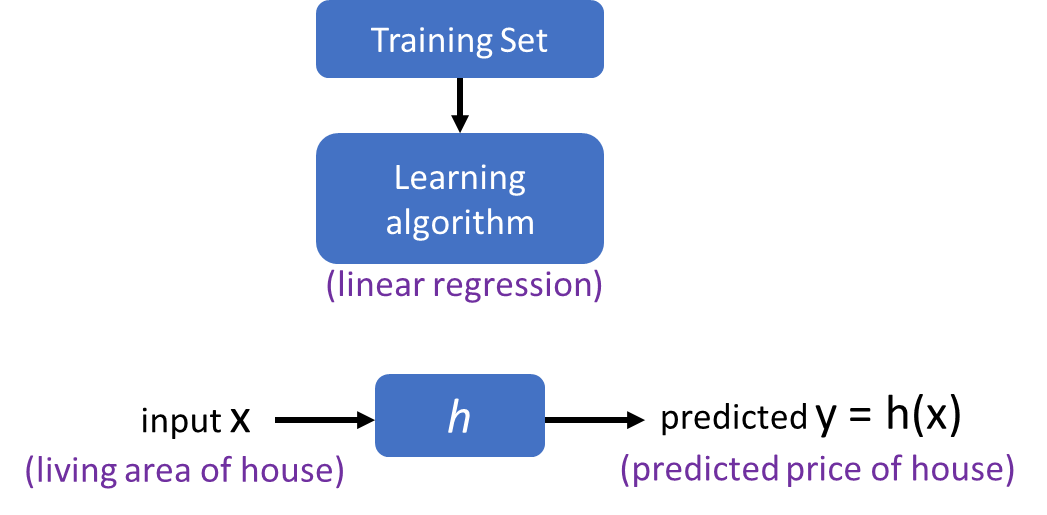 Training Set
Learning
algorithm
(linear regression)
input x
h
predicted y = h(x)
(living area of house)
(predicted price of house)